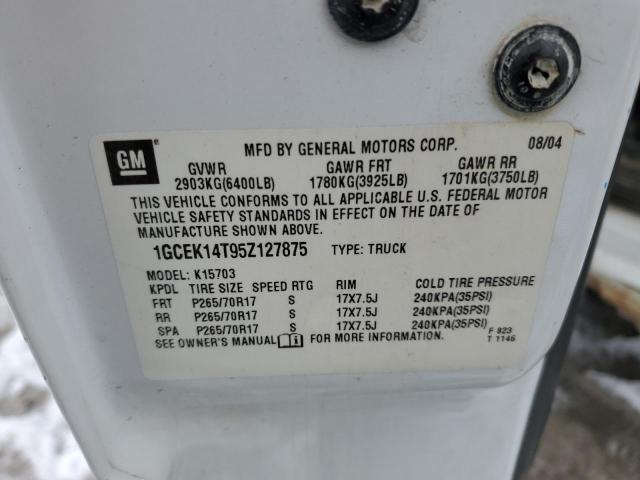 GM
MFD BY GENERAL MOTORS CORP. 08/04
GVWR GAWR FRT GAWR RR
2903KG(6400LB) 1780KG(3925LB) 1701KG(3750LB)
THIS VEHICLE CONFORMS TO ALL APPLICABLE U.S. FEDERAL MOTOR
VEHICLE SAFETY STANDARDS IN EFFECT ON THE DATE OF
MANUFACTURE SHOWN ABOVE.
1GCEK14T95Z127875 TYPE: TRUCK
MODEL: K15703
KPDL TIRE SIZE SPEED RTG RIM COLD TIRE PRESSURE
FRT P265/70R17 S 17X7.5J 240KPA(35PSI)
RR P265/70R17 S 17X7.5J 240KPA(35PSI)
SPA P265/70R17 S 17X7.5J 240KPA(35PSI)
SEE OWNER'S MANUAL FOR MORE INFORMATION.
F 823
T 1146